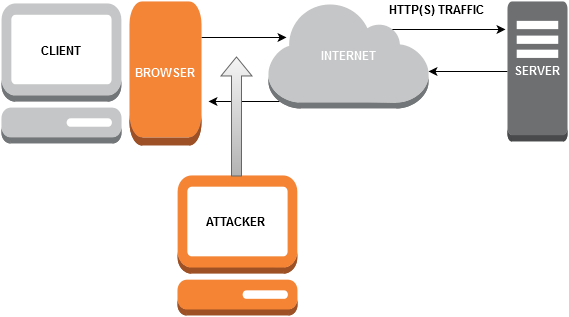 HTTP(S) TRAFFIC
CLIENT
BROWSER
INTERNET
SERVER
ATTACKER